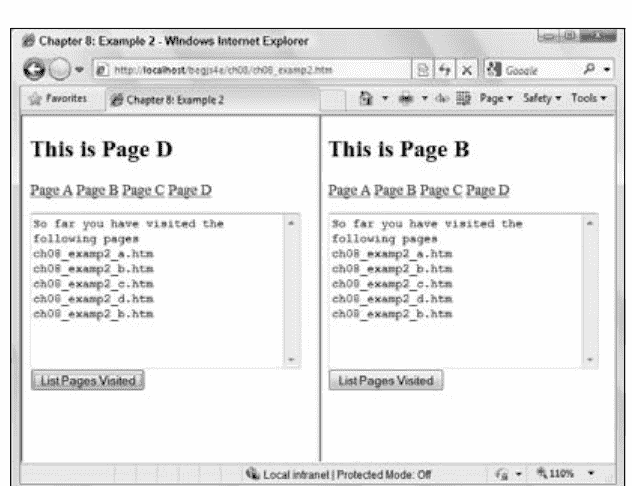 Chapter 8: Example 2 - Windows Internet Explorer
http://localhost/begjs4e/ch08/ch08_examp2.htm
Google
Favorites
Chapter 8: Example 2
Page
Safety
Tools
This is Page D
Page A Page B Page C Page D
So far you have visited the
following pages
ch08_examp2_a.htm
ch08_examp2_b.htm
ch08_examp2_c.htm
ch08_examp2_d.htm
ch08_examp2_b.htm
List Pages Visited
This is Page B
Page A Page B Page C Page D
So far you have visited the
following pages
ch08_examp2_a.htm
ch08_examp2_b.htm
ch08_examp2_c.htm
ch08_examp2_d.htm
ch08_examp2_b.htm
List Pages Visited
Local intranet | Protected Mode: Off
110%